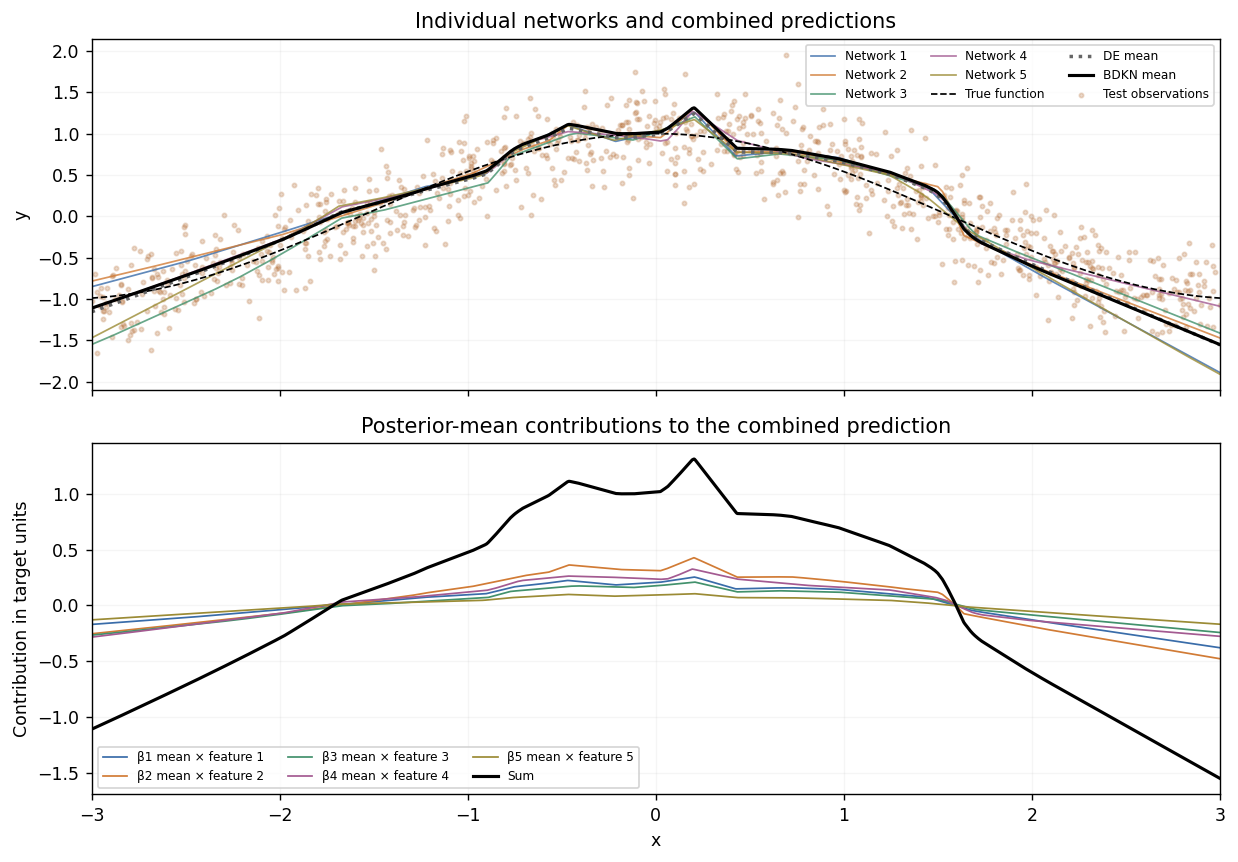 Individual networks and combined predictions
2.0
1.5
1.0
0.5
0.0
−0.5
−1.0
−1.5
−2.0
y
Network 1 Network 4 DE mean
Network 2 Network 5 BDKN mean
Network 3 True function Test observations
Posterior-mean contributions to the combined prediction
1.0
0.5
0.0
−0.5
−1.0
−1.5
Contribution in target units
β1 mean × feature 1 β3 mean × feature 3 β5 mean × feature 5
β2 mean × feature 2 β4 mean × feature 4 Sum
−3 −2 −1 0 1 2 3
x